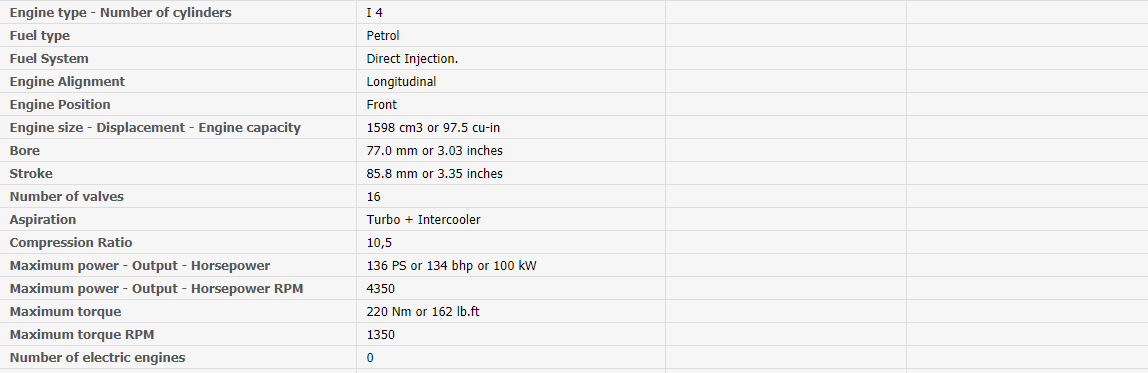 Engine type - Number of cylinders I 4
Fuel type Petrol
Fuel System Direct Injection.
Engine Alignment Longitudinal
Engine Position Front
Engine size - Displacement - Engine capacity 1598 cm3 or 97.5 cu-in
Bore 77.0 mm or 3.03 inches
Stroke 85.8 mm or 3.35 inches
Number of valves 16
Aspiration Turbo + Intercooler
Compression Ratio 10,5
Maximum power - Output - Horsepower 136 PS or 134 bhp or 100 kW
Maximum power - Output - Horsepower RPM 4350
Maximum torque 220 Nm or 162 lb.ft
Maximum torque RPM 1350
Number of electric engines 0